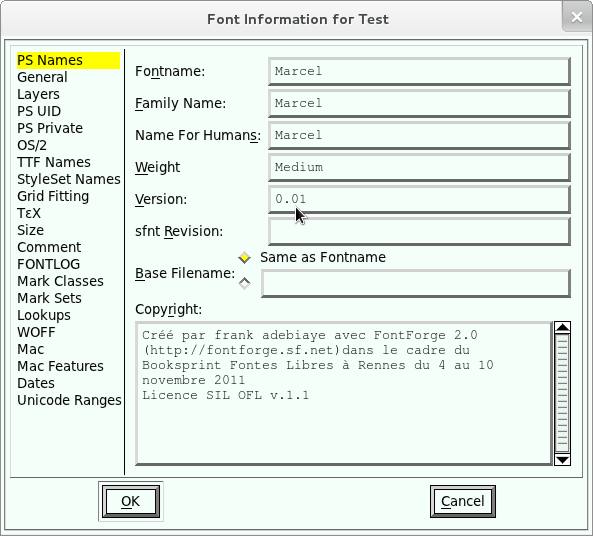 Font Information for Test
PS Names
General
Layers
PS UID
PS Private
OS/2
TTF Names
StyleSet Names
Grid Fitting
ΤεΧ
Size
Comment
FONTLOG
Mark Classes
Mark Sets
Lookups
WOFF
Mac
Mac Features
Dates
Unicode Ranges
Fontname: Marcel
Family Name: Marcel
Name For Humans: Marcel
Weight Medium
Version: 0.01
sfnt Revision:
Same as Fontname
Base Filename:
Copyright:
Créé par frank adebiaye avec FontForge 2.0
(http://fontforge.sf.net)dans le cadre du
Booksprint Fontes Libres à Rennes du 4 au 10
novembre 2011
Licence SIL OFL v.1.1
OK Cancel